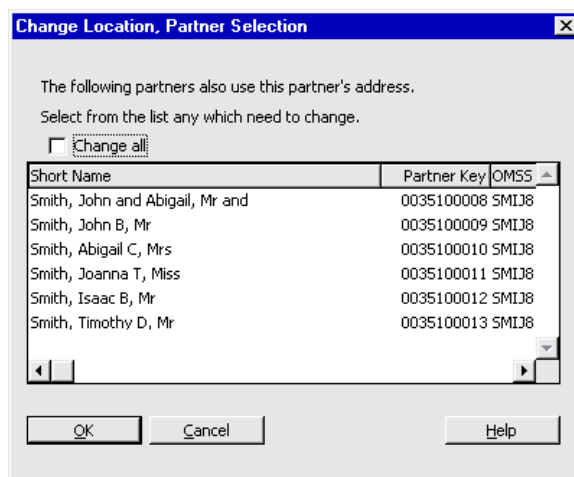 Change Location, Partner Selection
The following partners also use this partner's address.
Select from the list any which need to change.
Change all
Short Name Partner Key OMSS
Smith, John and Abigail, Mr and 0035100008 SMIJ8
Smith, John B, Mr 0035100009 SMIJ8
Smith, Abigail C, Mrs 0035100010 SMIJ8
Smith, Joanna T, Miss 0035100011 SMIJ8
Smith, Isaac B, Mr 0035100012 SMIJ8
Smith, Timothy D, Mr 0035100013 SMIJ8
OK Cancel Help